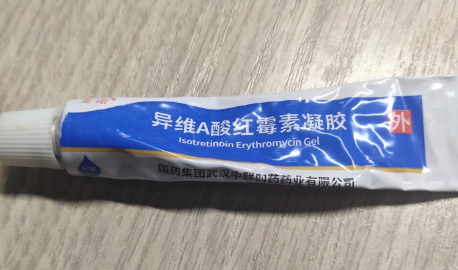 异维A酸红霉素凝胶
外
Isotretinoin Erythromycin Gel
国药集团武汉中联四药药业有限公司